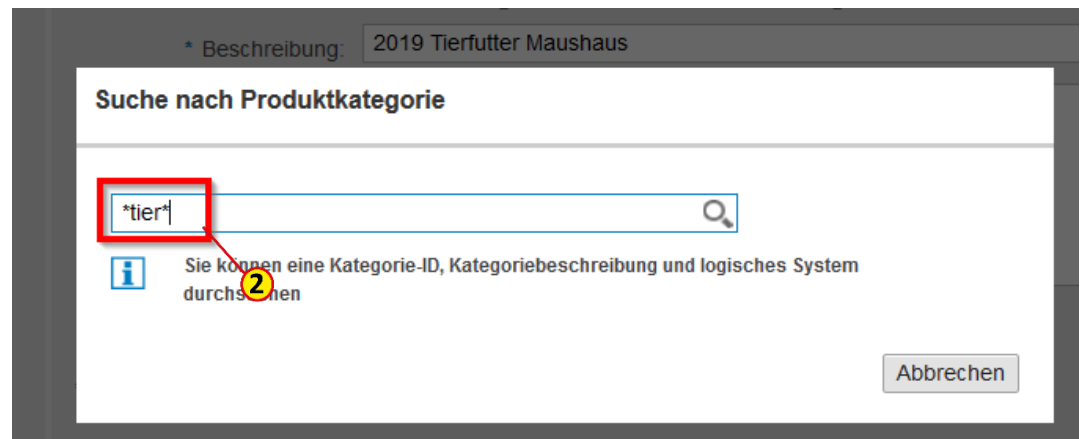 * Beschreibung: 2019 Tierfutter Maushaus
Suche nach Produktkategorie
*tier*
Sie können eine Kategorie-ID, Kategoriebeschreibung und logisches System
2
Abbrechen